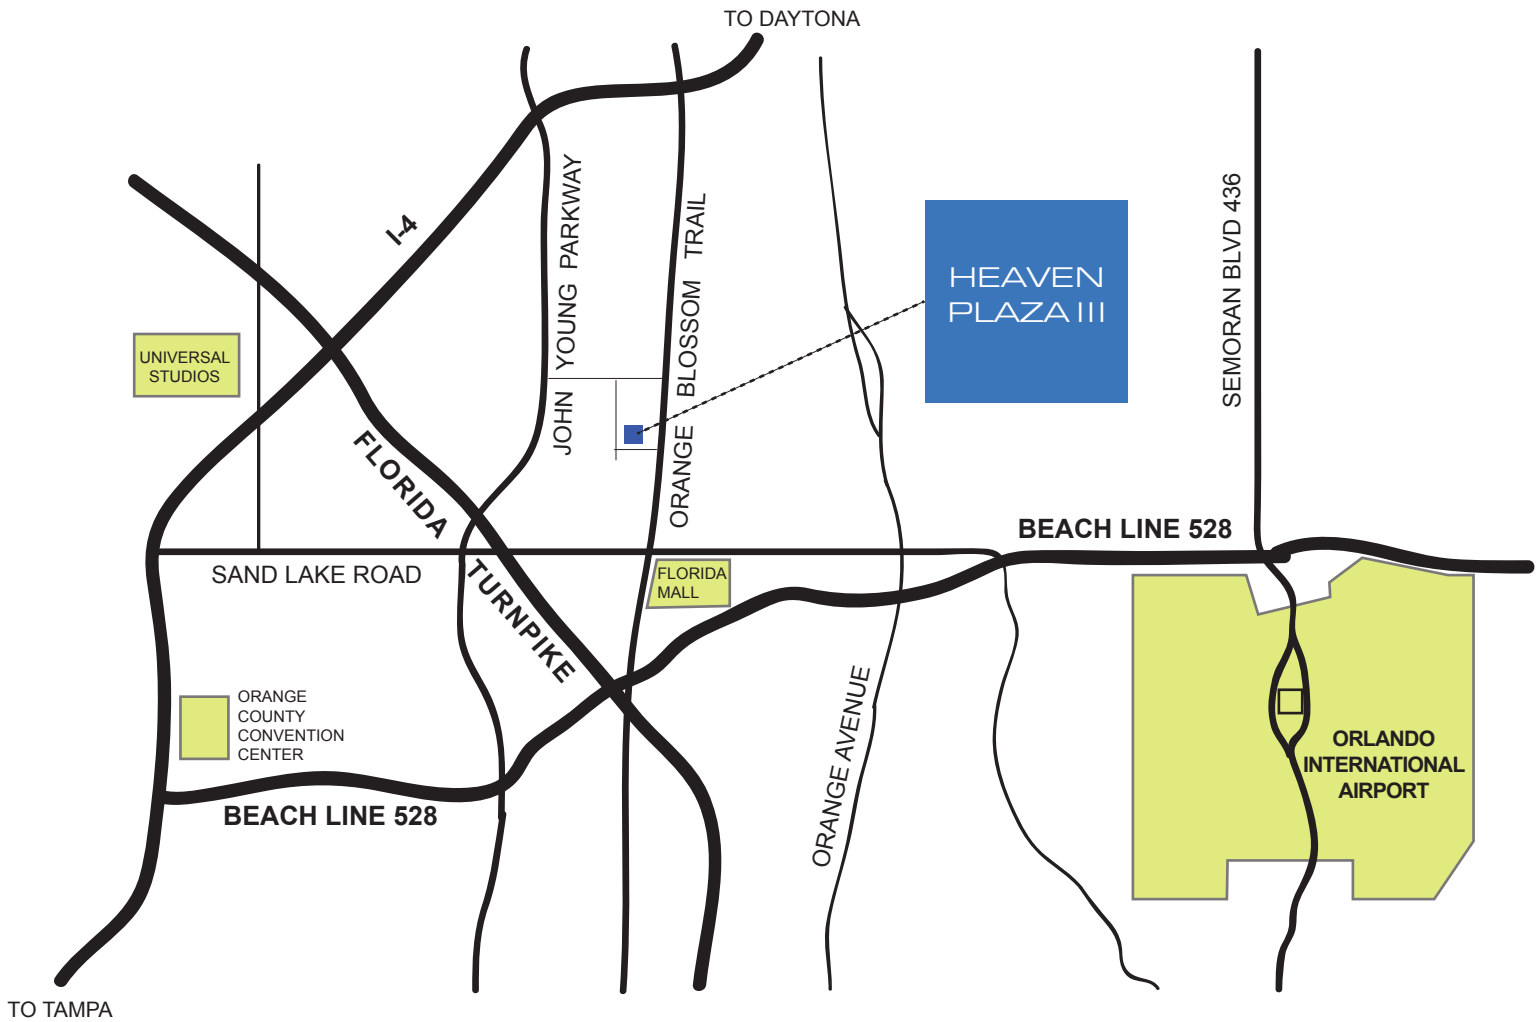 TO DAYTONA
I-4
JOHN YOUNG PARKWAY
ORANGE BLOSSOM TRAIL
SEMORAN BLVD 436
HEAVEN
PLAZA III
UNIVERSAL
STUDIOS
FLORIDA TURNPIKE
BEACH LINE 528
SAND LAKE ROAD
FLORIDA
MALL
ORANGE
COUNTY
CONVENTION
CENTER
ORANGE AVENUE
ORLANDO
INTERNATIONAL
AIRPORT
BEACH LINE 528
TO TAMPA